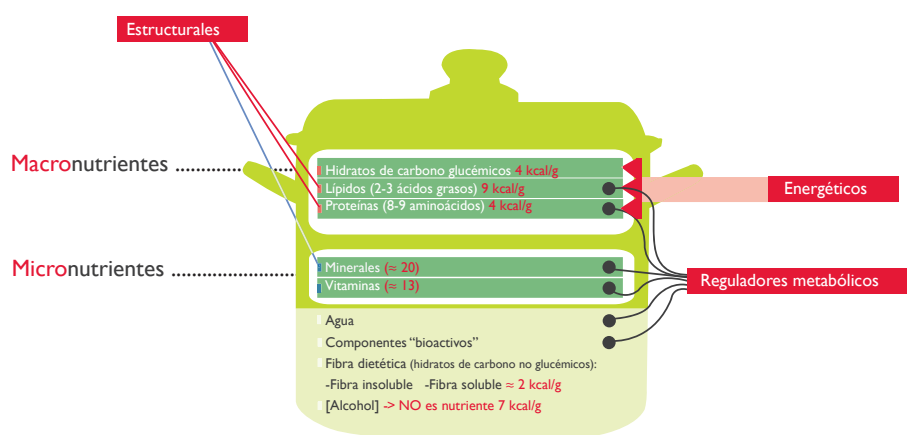 Estructurales
Macronutrientes ..............
Hidratos de carbono glucémicos 4 kcal/g
Lípidos (2-3 ácidos grasos) 9 kcal/g
Proteínas (8-9 aminoácidos) 4 kcal/g
Energéticos
Micronutrientes ..........................
Minerales (≈ 20)
Vitaminas (≈ 13)
Reguladores metabólicos
Agua
Componentes “bioactivos”
Fibra dietética (hidratos de carbono no glucémicos):
-Fibra insoluble -Fibra soluble ≈ 2 kcal/g
[Alcohol] -> NO es nutriente 7 kcal/g